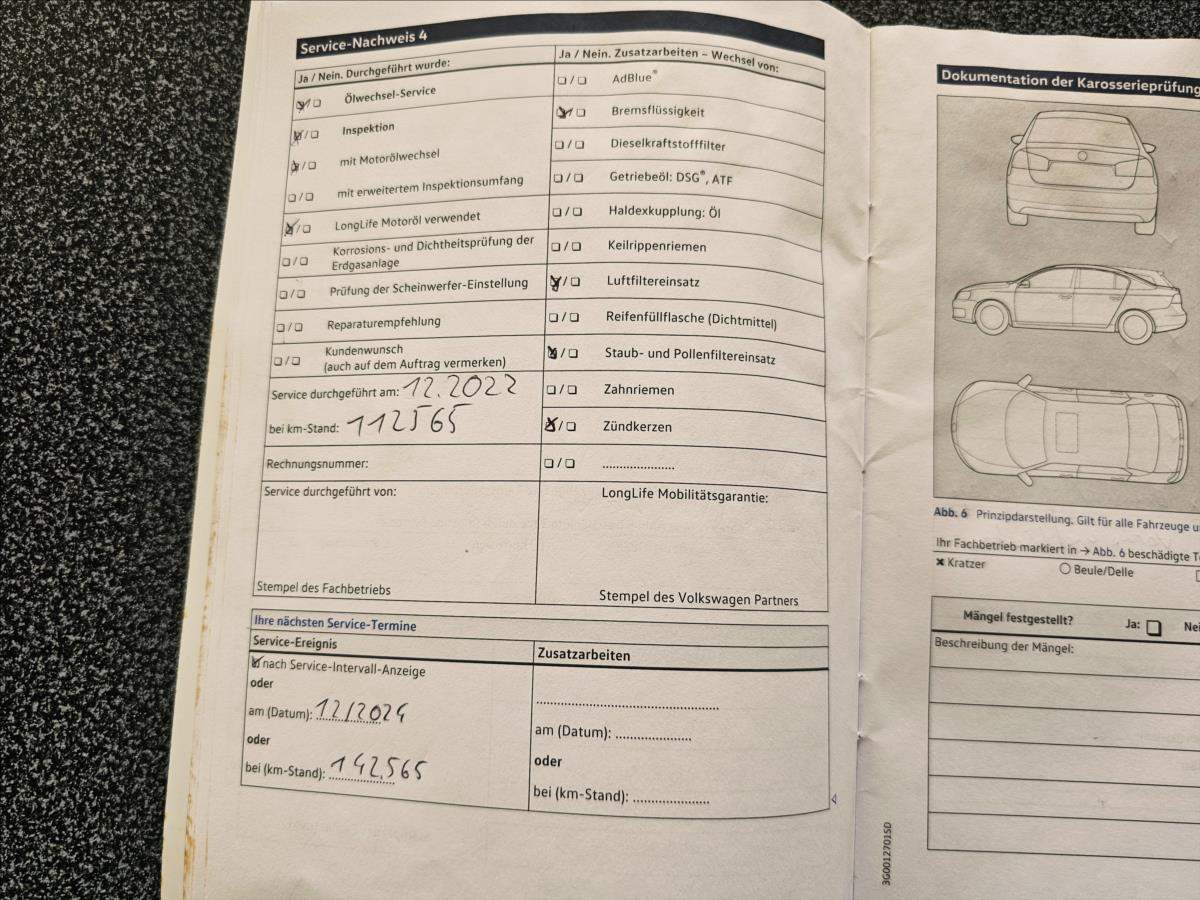 Service-Nachweis 4
Ja / Nein. Durchgeführt wurde:
Ölwechsel-Service
Inspektion
mit Motorölwechsel
mit erweitertem Inspektionsumfang
LongLife Motoröl verwendet
Korrosions- und Dichtheitsprüfung der
Erdgasanlage
Prüfung der Scheinwerfer-Einstellung
Reparaturempfehlung
Kundenwunsch
(auch auf dem Auftrag vermerken)
Service durchgeführt am: 12.2022
bei km-Stand: 112565
Rechnungsnummer:
Service durchgeführt von:
Stempel des Fachbetriebs
Ja / Nein. Zusatzarbeiten – Wechsel von:
AdBlue®
Bremsflüssigkeit
Dieselkraftstofffilter
Getriebeöl: DSG®, ATF
Haldexkupplung: Öl
Keilrippenriemen
Luftfiltereinsatz
Reifenfüllflasche (Dichtmittel)
Staub- und Pollenfiltereinsatz
Zahnriemen
Zündkerzen
......................
LongLife Mobilitätsgarantie:
Stempel des Volkswagen Partners
Ihre nächsten Service-Termine
Service-Ereignis
nach Service-Intervall-Anzeige
oder
am (Datum): 12/2024
oder
bei (km-Stand): 142.565
Zusatzarbeiten
am (Datum): ..................
oder
bei (km-Stand): ..................
Dokumentation der Karosserieprüfung
Abb. 6 Prinzipdarstellung. Gilt für alle Fahrzeuge
Ihr Fachbetrieb markiert in → Abb. 6 beschädigte
Kratzer
Beule/Delle
Mängel festgestellt?
Ja:
Beschreibung der Mängel:
3G0012701SD